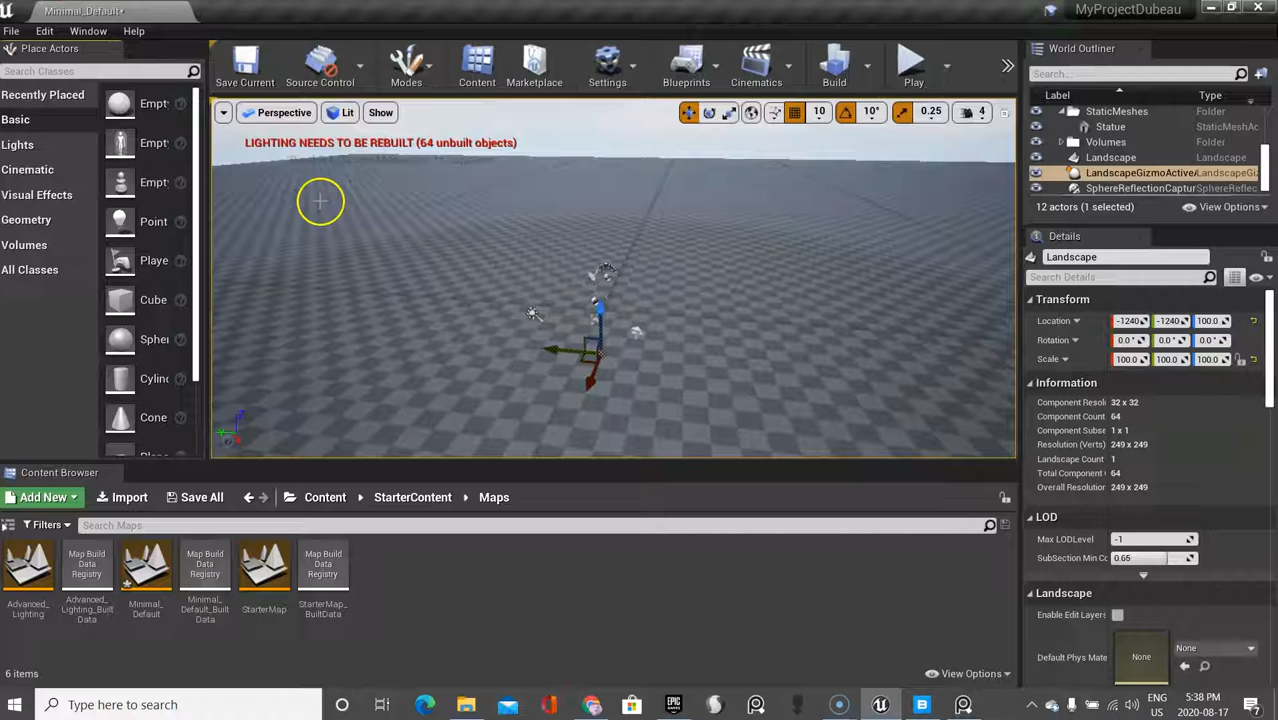 Minimal_Default•
MyProjectDubeau
File Edit Window Help
Place Actors
Search Classes
Recently Placed
Basic
Lights
Cinematic
Visual Effects
Geometry
Volumes
All Classes
Empt
Empt
Empt
Point
Playe
Cube
Spher
Cylin
Cone
Save Current Source Control Modes Content Marketplace Settings Blueprints Cinematics Build Play
Perspective Lit Show 10 10° 0.25 4
LIGHTING NEEDS TO BE REBUILT (64 unbuilt objects)
World Outliner
Search...
Label Type
StaticMeshes Folder
Statue StaticMeshAc
Volumes Folder
Landscape Landscape
LandscapeGizmoActiveA LandscapeGiz
SphereReflectionCaptur SphereReflec
12 actors (1 selected) View Options
Details
Landscape
Search Details
Transform
Location -1240 -1240 100.0
Rotation 0.0° 0.0° 0.0°
Scale 100.0 100.0 100.0
Information
Component Resol 32 x 32
Component Count 64
Component Subse 1 x 1
Resolution (Verts) 249 x 249
Landscape Count 1
Total Component 64
Overall Resolution 249 x 249
LOD
Max LODLevel -1
SubSection Min Co 0.65
Landscape
Enable Edit Layers
Default Phys Mate None None
Content Browser
Add New Import Save All Content StarterContent Maps
Filters Search Maps
Map Build Data Registry
Map Build Data Registry
Map Build Data Registry
Advanced_
Lighting
Advanced_
Lighting_Built
Data
Minimal_
Default
Minimal_
Default_Built
Data
StarterMap
StarterMap_
BuiltData
6 items View Options
Type here to search
ENG
US
5:38 PM
2020-08-17
7